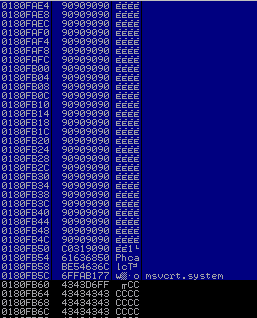 0180FAE4 90909090 ÉÉÉÉ
0180FAE8 90909090 ÉÉÉÉ
0180FAEC 90909090 ÉÉÉÉ
0180FAF0 90909090 ÉÉÉÉ
0180FAF4 90909090 ÉÉÉÉ
0180FAF8 90909090 ÉÉÉÉ
0180FAFC 90909090 ÉÉÉÉ
0180FB00 90909090 ÉÉÉÉ
0180FB04 90909090 ÉÉÉÉ
0180FB08 90909090 ÉÉÉÉ
0180FB0C 90909090 ÉÉÉÉ
0180FB10 90909090 ÉÉÉÉ
0180FB14 90909090 ÉÉÉÉ
0180FB18 90909090 ÉÉÉÉ
0180FB1C 90909090 ÉÉÉÉ
0180FB20 90909090 ÉÉÉÉ
0180FB24 90909090 ÉÉÉÉ
0180FB28 90909090 ÉÉÉÉ
0180FB2C 90909090 ÉÉÉÉ
0180FB30 90909090 ÉÉÉÉ
0180FB34 90909090 ÉÉÉÉ
0180FB38 90909090 ÉÉÉÉ
0180FB3C 90909090 ÉÉÉÉ
0180FB40 90909090 ÉÉÉÉ
0180FB44 90909090 ÉÉÉÉ
0180FB48 90909090 ÉÉÉÉ
0180FB4C 90909090 ÉÉÉÉ
0180FB50 C0319090 ÉÉ1└
0180FB54 61636850 Phca
0180FB58 BE54636C lcT╛
0180FB5C 6FFAB177 w▒·o msvcrt.system
0180FB60 4343D6FF  ╓CC
0180FB64 43434343 CCCC
0180FB68 43434343 CCCC
0180FB6C 43434343 CCCC